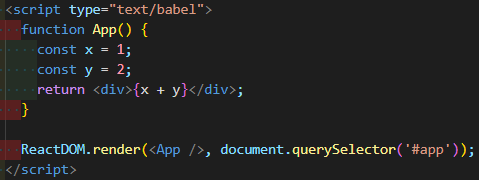 <script type="text/babel">
  function App() {
    const x = 1;
    const y = 2;
    return <div>{x + y}</div>;
  }

  ReactDOM.render(<App />, document.querySelector('#app'));
</script>